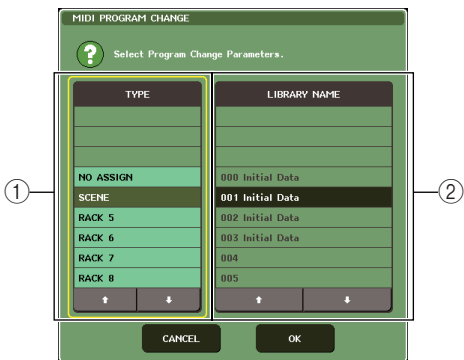 MIDI PROGRAM CHANGE
?
Select Program Change Parameters.
TYPE
NO ASSIGN
SCENE
RACK 5
RACK 6
RACK 7
RACK 8
LIBRARY NAME
000 Initial Data
001 Initial Data
002 Initial Data
003 Initial Data
004
005
CANCEL
OK
①
②